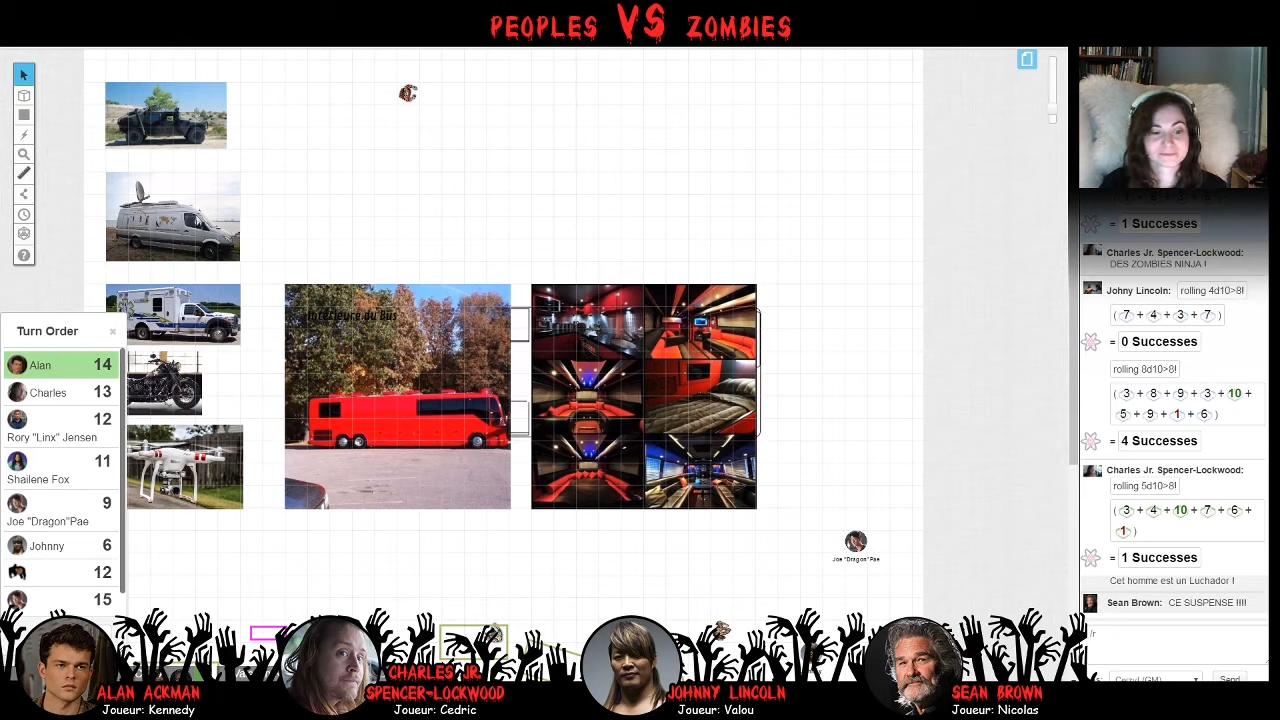 PEOPLES VS ZOMBIES
Intérieure du Bus
Turn Order
Alan 14
Charles 13
12
Rory "Linx" Jensen
11
Shailene Fox
9
Joe "Dragon"Pae
Johnny 6
12
15
Joe "Dragon" Pae
= 1 Successes
Charles Jr. Spencer-Lockwood:
DES ZOMBIES NINJA !
Johny Lincoln: rolling 4d10>8!
( 7 + 4 + 3 + 7 )
= 0 Successes
rolling 8d10>8!
( 3 + 8 + 9 + 3 + 10 +
5 + 9 + 1 + 6 )
= 4 Successes
Charles Jr. Spencer-Lockwood:
rolling 5d10>8!
( 3 + 4 + 10 + 7 + 6 +
1 )
= 1 Successes
Cet homme est un Luchador !
Sean Brown: CE SUSPENSE !!!!
/r
(GM)
Send
ALAN ACKMAN
Joueur: Kennedy
CHARLES JR.
SPENCER-LOCKWOOD
Joueur: Cedric
JOHNNY LINCOLN
Joueur: Valou
SEAN BROWN
Joueur: Nicolas